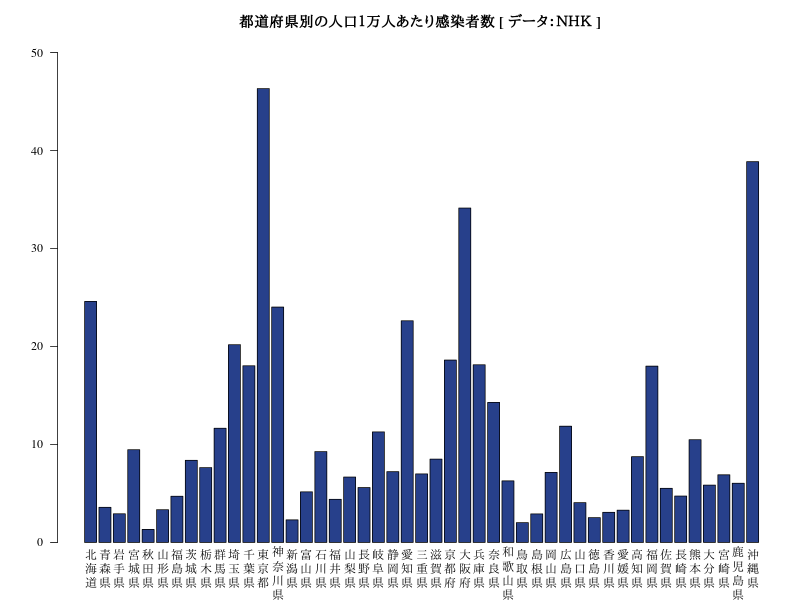 都道府県別の人口1万人あたり感染者数 [ データ：NHK ]
50
40
30
20
10
0
北海道
青森県
岩手県
宮城県
秋田県
山形県
福島県
茨城県
栃木県
群馬県
埼玉県
千葉県
東京都
神奈川県
新潟県
富山県
石川県
福井県
山梨県
長野県
岐阜県
静岡県
愛知県
三重県
滋賀県
京都府
大阪府
兵庫県
奈良県
和歌山県
鳥取県
島根県
岡山県
広島県
山口県
徳島県
香川県
愛媛県
高知県
福岡県
佐賀県
長崎県
熊本県
大分県
宮崎県
鹿児島県
沖縄県